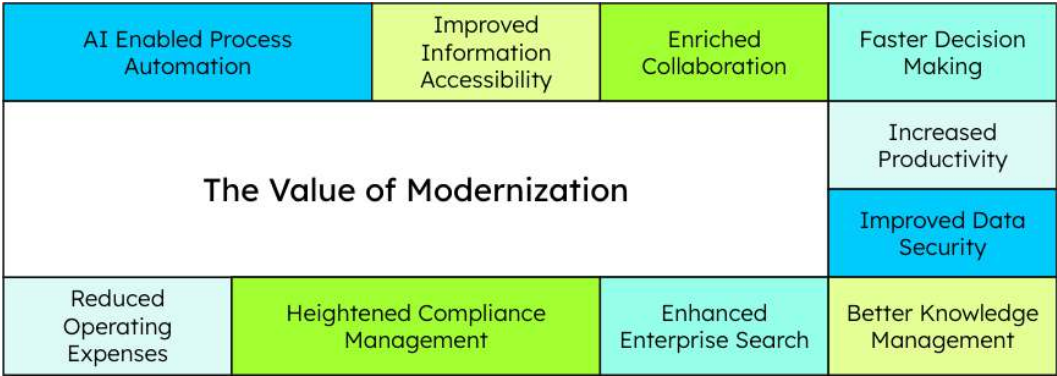 AI Enabled Process
Automation
Improved
Information
Accessibility
Enriched
Collaboration
Faster Decision
Making
The Value of Modernization
Increased
Productivity
Improved Data
Security
Reduced
Operating
Expenses
Heightened Compliance
Management
Enhanced
Enterprise Search
Better Knowledge
Management